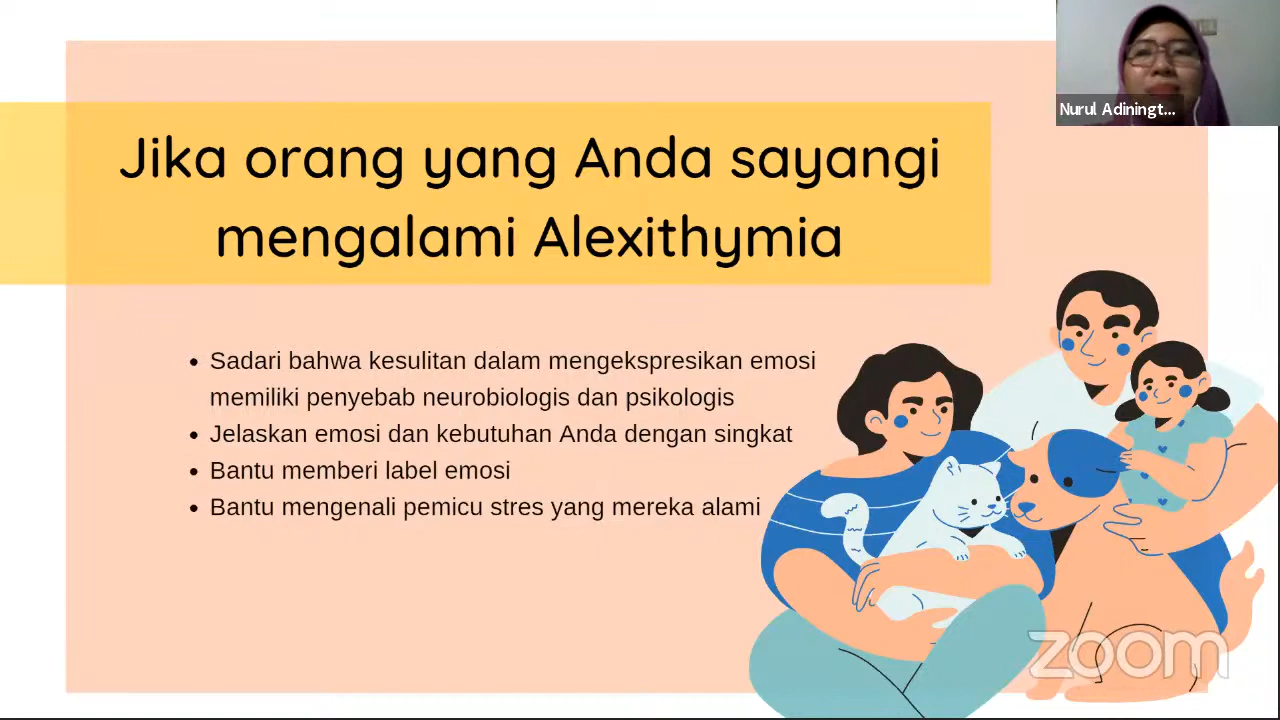 Nurul Adiningt...
Jika orang yang Anda sayangi
mengalami Alexithymia
• Sadari bahwa kesulitan dalam mengekspresikan emosi
memiliki penyebab neurobiologis dan psikologis
• Jelaskan emosi dan kebutuhan Anda dengan singkat
• Bantu memberi label emosi
• Bantu mengenali pemicu stres yang mereka alami
zoom